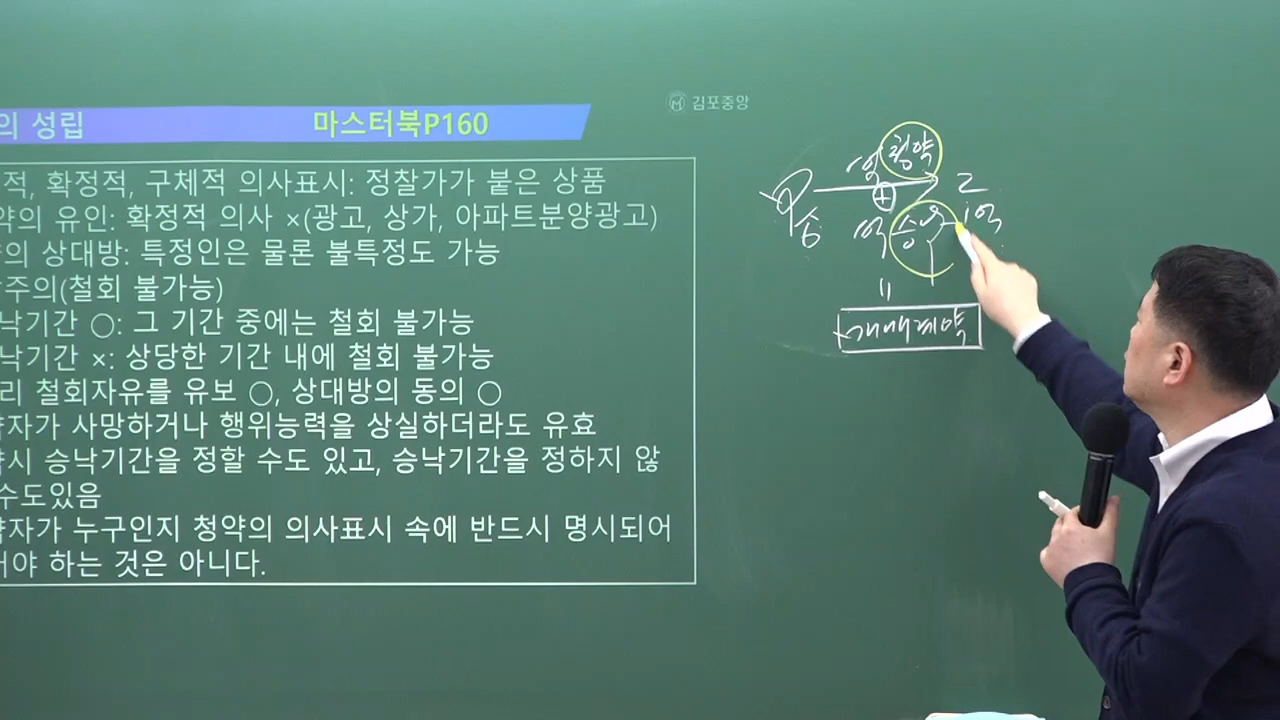 의 성립 마스터북P160
김포중앙
적, 확정적, 구체적 의사표시: 정찰가가 붙은 상품
약의 유인: 확정적 의사 ×(광고, 상가, 아파트분양광고)
의 상대방: 특정인은 물론 불특정도 가능
주의(철회 불가능)
낙기간 ○: 그 기간 중에는 철회 불가능
낙기간 ×: 상당한 기간 내에 철회 불가능
리 철회자유를 유보 ○, 상대방의 동의 ○
약자가 사망하거나 행위능력을 상실하더라도 유효
약시 승낙기간을 정할 수도 있고, 승낙기간을 정하지 않
수도있음
약자가 누구인지 청약의 의사표시 속에 반드시 명시되어
어야 하는 것은 아니다.
청약
乙
1억
승낙
매매계약